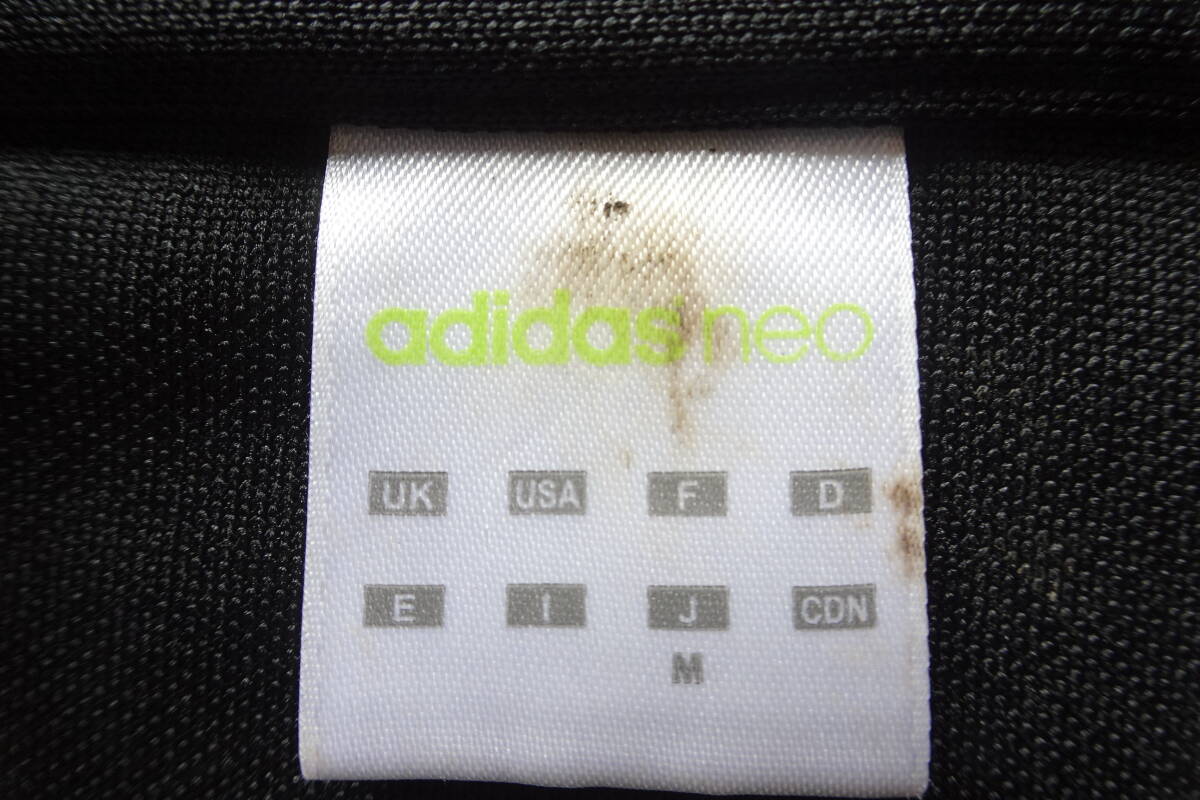 adidas neo
UK USA F D
E I J CDN
M